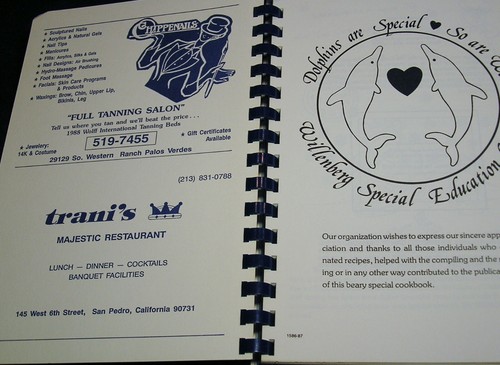 ★ Sculptured Nails
★ Acrylics & Natural Gels
★ Nail Tips
★ Manicures
★ Fills: Acrylics, Silks & Gels
★ Nail Designs: Air Brushing
★ Hydro-Massage Pedicures
★ Foot Massage
★ Facials: Skin Care Programs
& Products
★ Waxings: Brow, Chin, Upper Lip,
Bikinis, Leg
CHIPPENAILS
"FULL TANNING SALON"
Tell us where you tan and we'll beat the price . . .
1988 Wolff International Tanning Beds
519-7455
★ Gift Certificates
Available
★ Jewelery:
14K & Costume
29129 So. Western Ranch Palos Verdes
(213) 831-0788
trani's
MAJESTIC RESTAURANT
LUNCH — DINNER — COCKTAILS
BANQUET FACILITIES
145 West 6th Street, San Pedro, California 90731
Dolphins are Special ♥ So are
Willenberg Special Education
Our organization wishes to express our sincere app
ciation and thanks to all those individuals who
nated recipes, helped with the compiling and the
ing or in any other way contributed to the publica
of this beary special cookbook.
1586-87